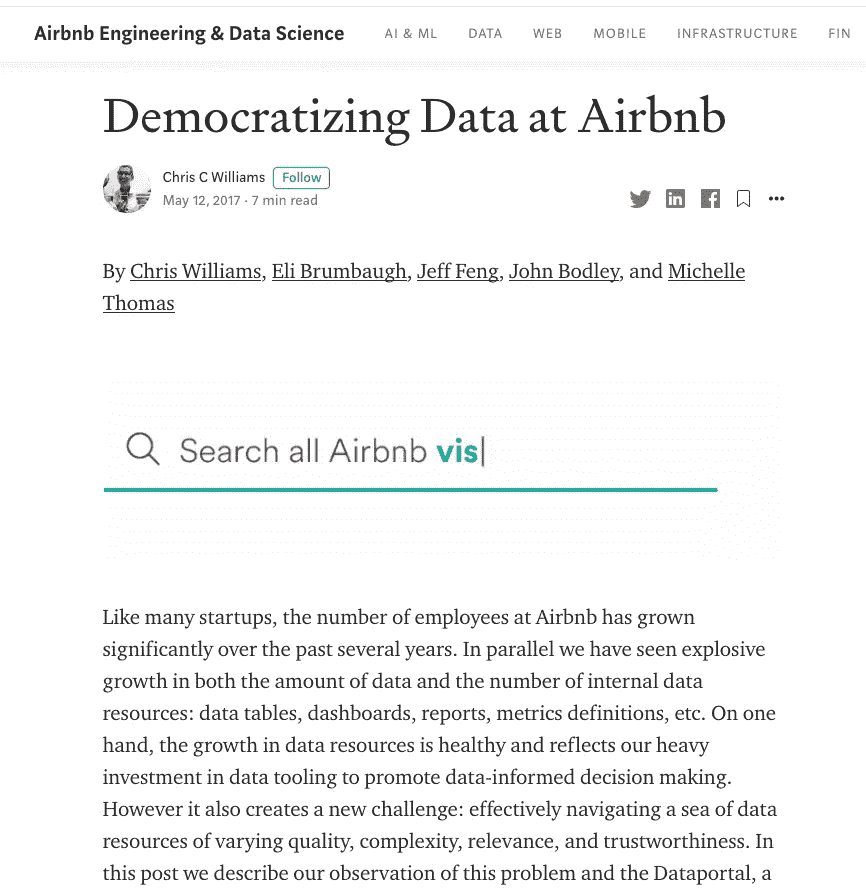 Airbnb Engineering & Data Science AI & ML DATA WEB MOBILE INFRASTRUCTURE FIN
Democratizing Data at Airbnb
Chris C Williams Follow
May 12, 2017 · 7 min read
By Chris Williams, Eli Brumbaugh, Jeff Feng, John Bodley, and Michelle
Thomas
Search all Airbnb vis
Like many startups, the number of employees at Airbnb has grown
significantly over the past several years. In parallel we have seen explosive
growth in both the amount of data and the number of internal data
resources: data tables, dashboards, reports, metrics definitions, etc. On one
hand, the growth in data resources is healthy and reflects our heavy
investment in data tooling to promote data-informed decision making.
However it also creates a new challenge: effectively navigating a sea of data
resources of varying quality, complexity, relevance, and trustworthiness. In
this post we describe our observation of this problem and the Dataportal, a